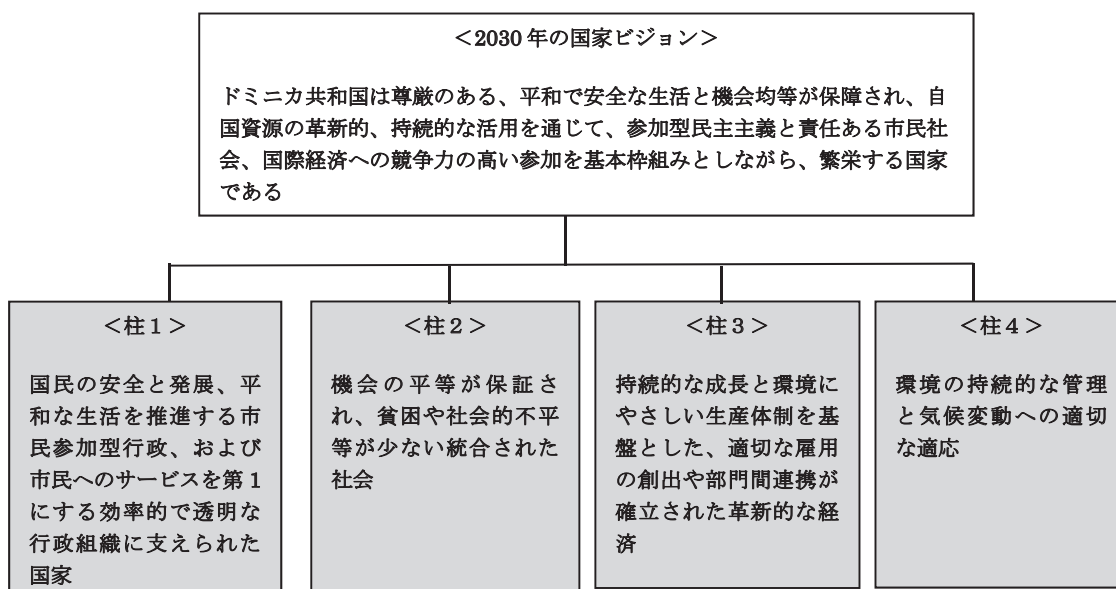 ＜2030 年の国家ビジョン＞
ドミニカ共和国は尊厳のある、平和で安全な生活と機会均等が保障され、自
国資源の革新的、持続的な活用を通じて、参加型民主主義と責任ある市民社
会、国際経済への競争力の高い参加を基本枠組みとしながら、繁栄する国家
である
＜柱１＞
国民の安全と発展、平
和な生活を推進する市
民参加型行政、および
市民へのサービスを第１
にする効率的で透明な
行政組織に支えられた
国家
＜柱２＞
機会の平等が保証さ
れ、貧困や社会的不平
等が少ない統合された
社会
＜柱３＞
持続的な成長と環境に
やさしい生産体制を基
盤とした、適切な雇用
の創出や部門間連携が
確立された革新的な経
済
＜柱４＞
環境の持続的な管理
と気候変動への適切
な適応